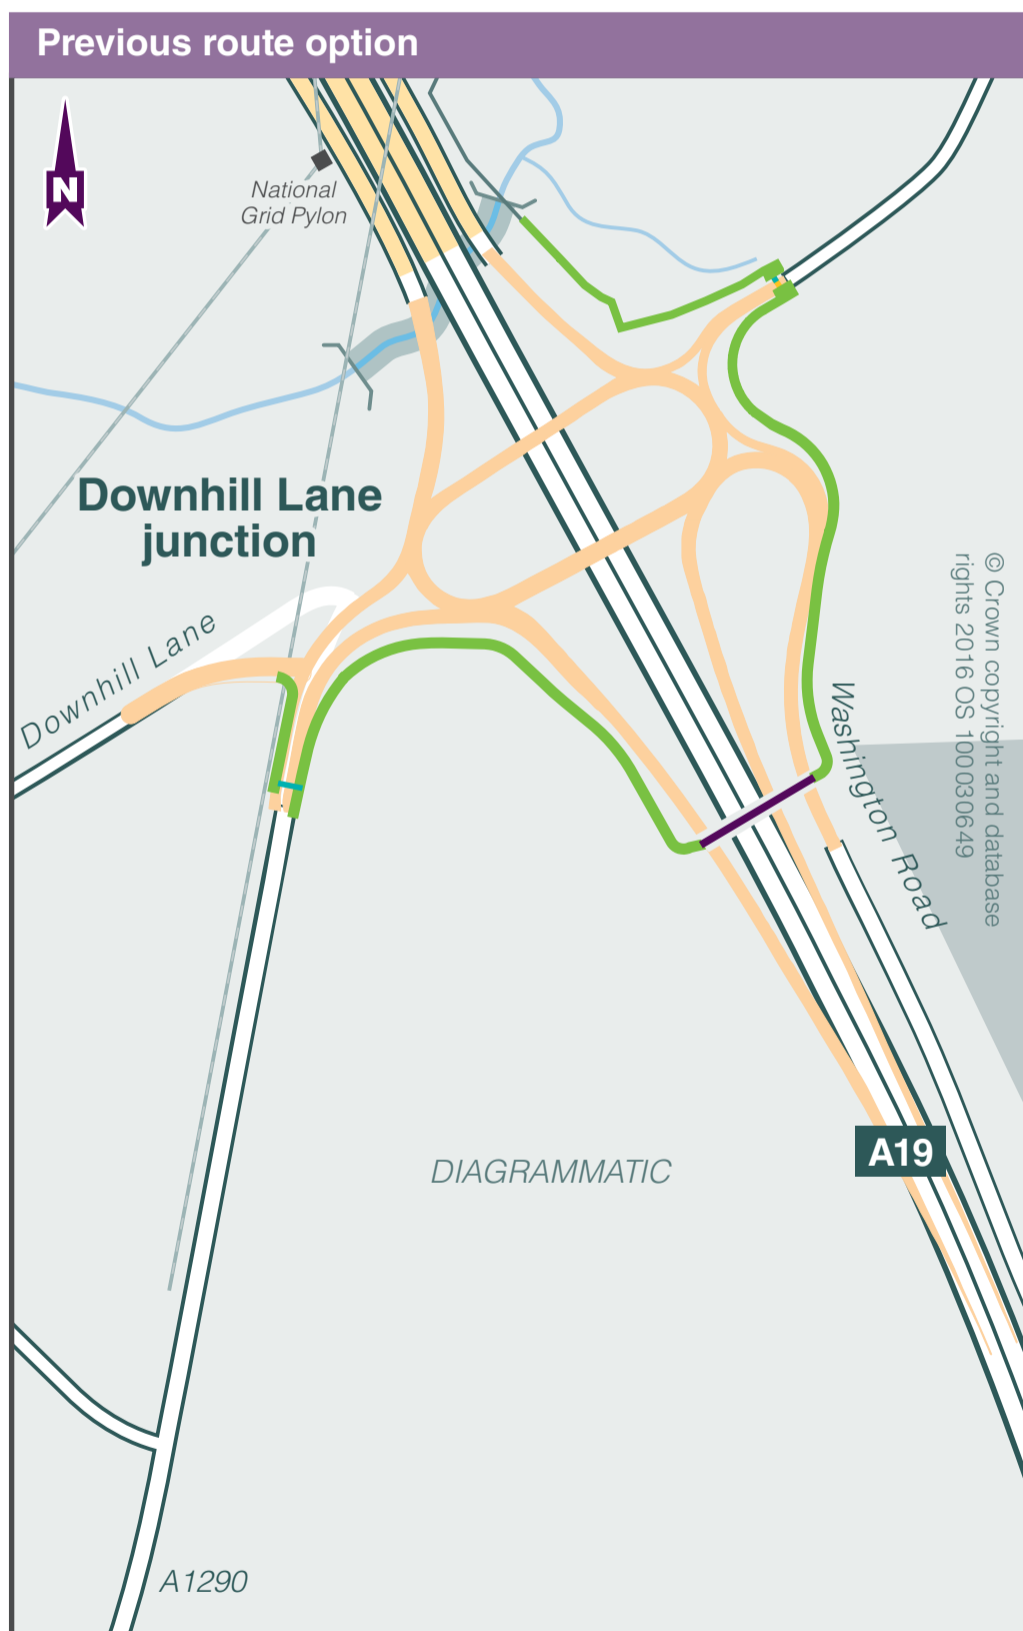 Previous route option
N
National
Grid Pylon
Downhill Lane
junction
Downhill Lane
Washington Road
© Crown copyright and database
rights 2016 OS 100030649
A19
DIAGRAMMATIC
A1290